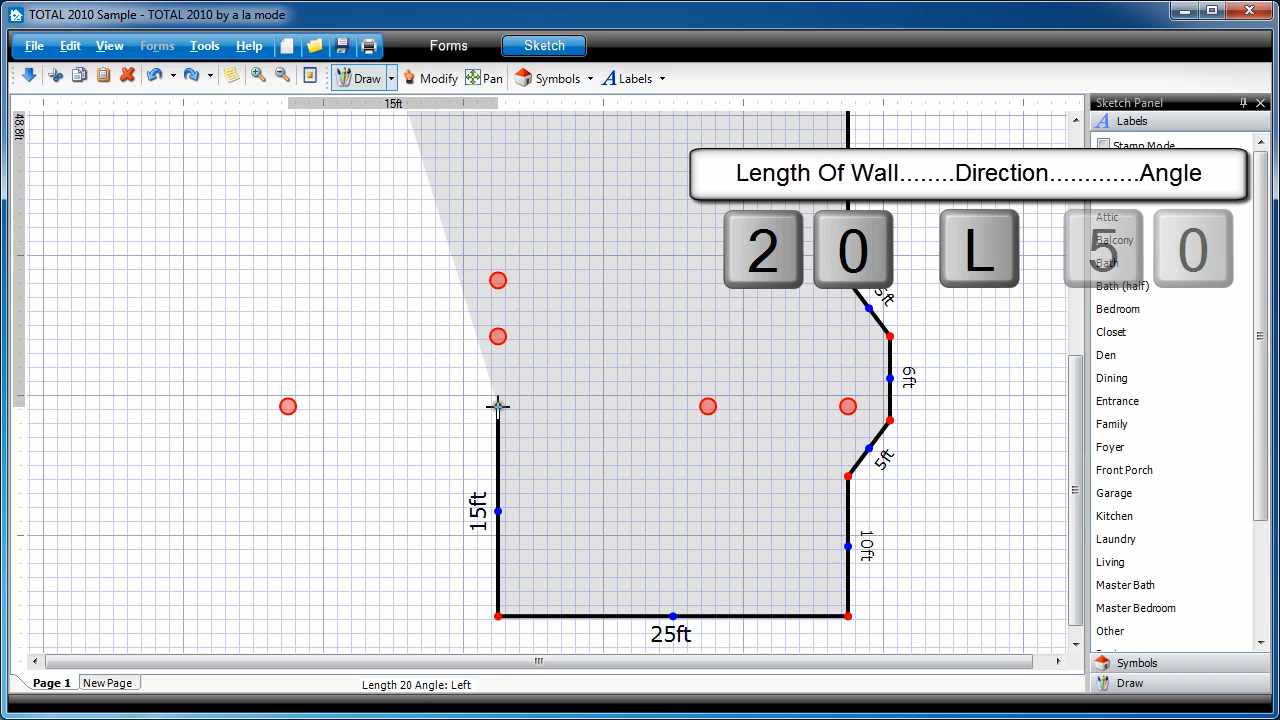 TOTAL 2010 Sample - TOTAL 2010 by a la mode
File Edit View Forms Tools Help
Forms Sketch
Draw Modify Pan Symbols Labels
15ft
48.8ft
Sketch Panel
Labels
Stamp Mode
Length Of Wall........Direction.............Angle
2 0 L 5 0
Attic
Balcony
Bath
Bath (half)
Bedroom
Closet
Den
Dining
Entrance
Family
Foyer
Front Porch
Garage
Kitchen
Laundry
Living
Master Bath
Master Bedroom
Other
5ft
6ft
5ft
15ft
10ft
25ft
Symbols
Draw
Page 1 New Page
Length 20 Angle: Left